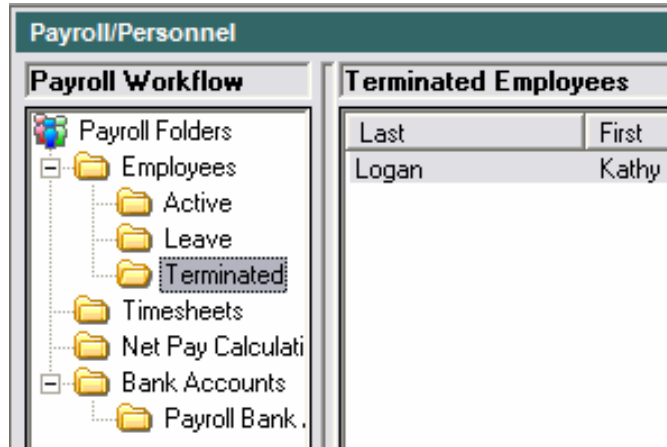 Payroll/Personnel
Payroll Workflow
Payroll Folders
Employees
Active
Leave
Terminated
Timesheets
Net Pay Calculati
Bank Accounts
Payroll Bank
Terminated Employees
Last First
Logan Kathy